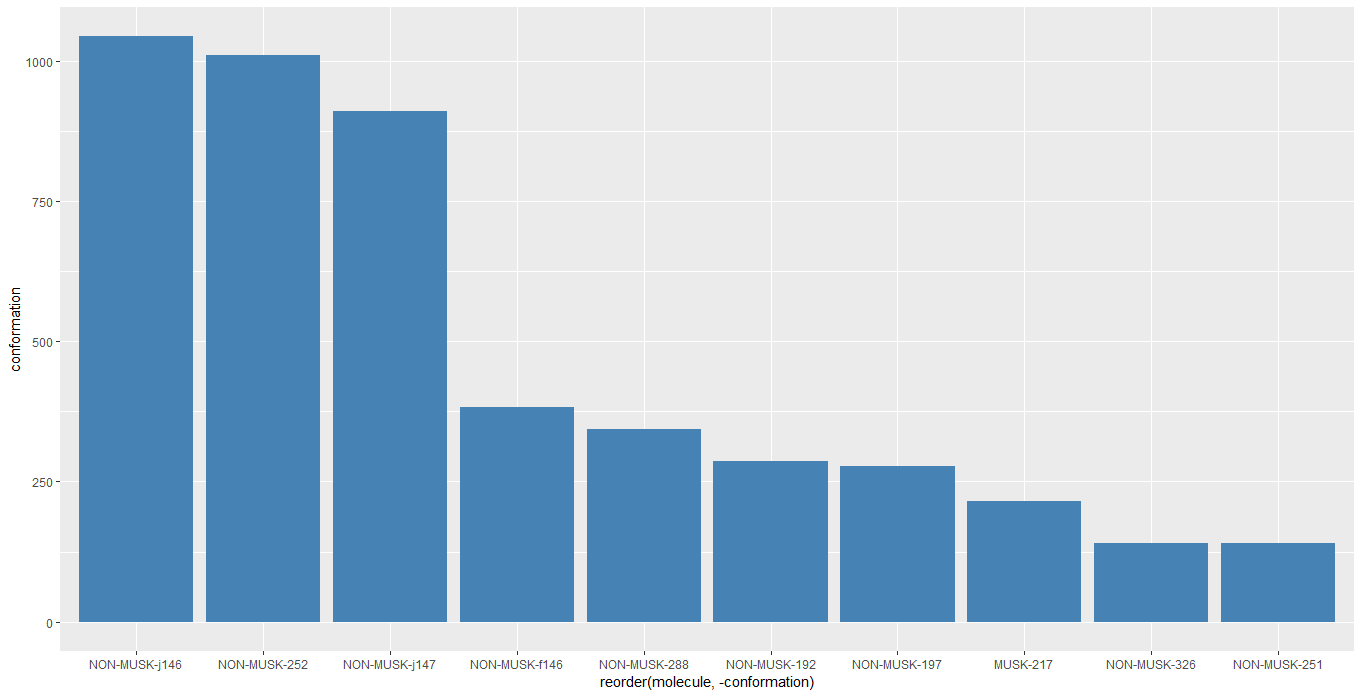 1000
750
500
250
0
conformation
NON-MUSK-j146 NON-MUSK-252 NON-MUSK-j147 NON-MUSK-f146 NON-MUSK-288 NON-MUSK-192 NON-MUSK-197 MUSK-217 NON-MUSK-326 NON-MUSK-251
reorder(molecule, -conformation)